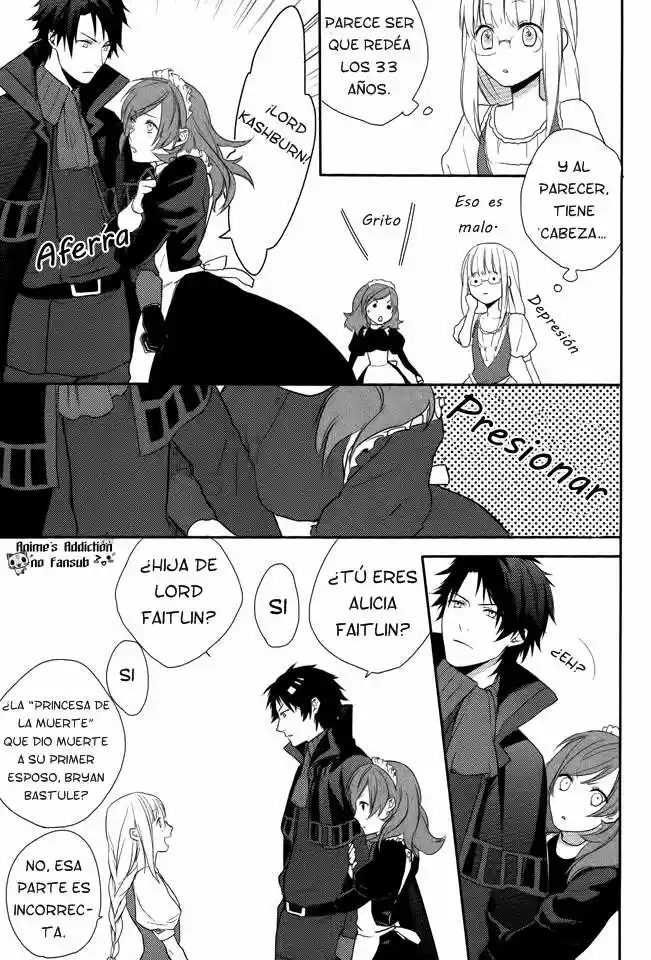 PARECE SER
QUE REDÉA
LOS 33
AÑOS.
Y AL
PARECER,
TIENE
CABEZA...
¡LORD
KASHBURN!
Aferra
Grito
Eso es
malo.
Depresión
Presionar
Anime's Addiction
no fansub
¿EH?
¿TÚ ERES
ALICIA
FAITLIN?
SI
¿HIJA DE
LORD
FAITLIN?
SI
¿LA "PRINCESA DE
LA MUERTE"
QUE DIO MUERTE
A SU PRIMER
ESPOSO, BRYAN
BASTULE?
NO, ESA
PARTE ES
INCORREC-
TA.